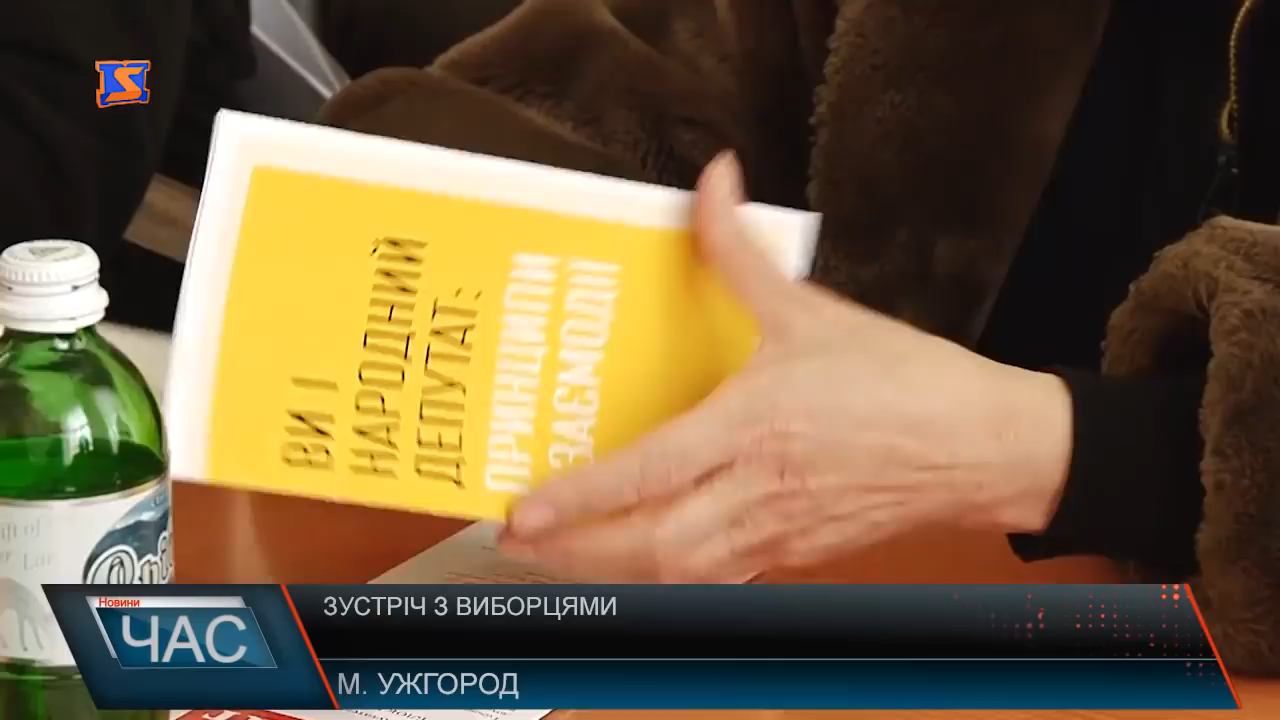 ВИ І
НАРОДНИЙ
ДЕПУТАТ:
ПРИНЦИПИ
ВЗАЄМОДІЇ
Новини
ЧАС
ЗУСТРІЧ З ВИБОРЦЯМИ
М. УЖГОРОД